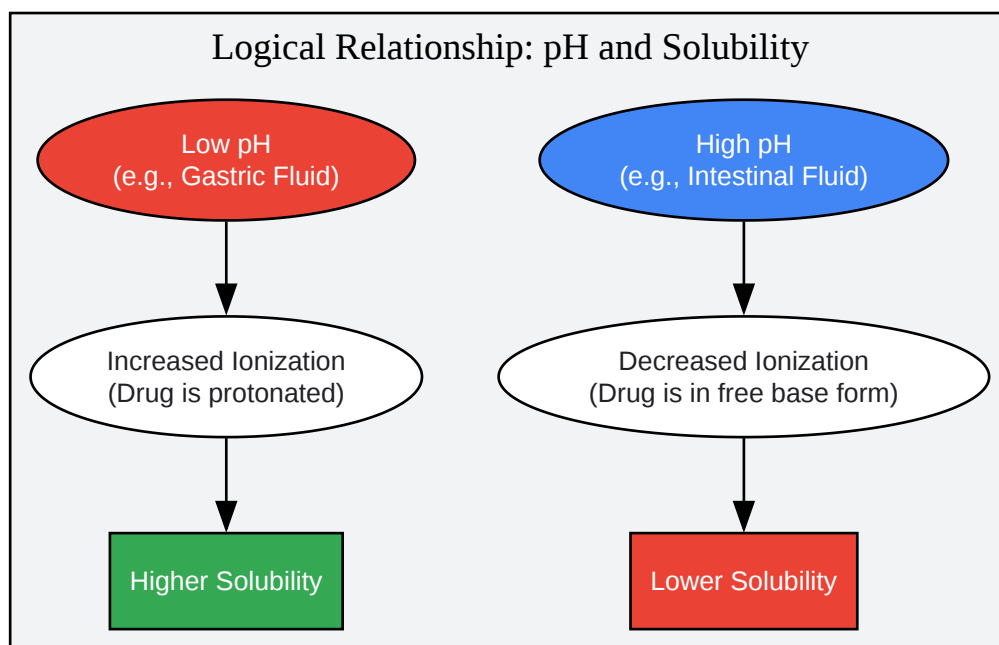 Logical Relationship: pH and Solubility
Low pH
(e.g., Gastric Fluid)
High pH
(e.g., Intestinal Fluid)
Increased Ionization
(Drug is protonated)
Decreased Ionization
(Drug is in free base form)
Higher Solubility
Lower Solubility